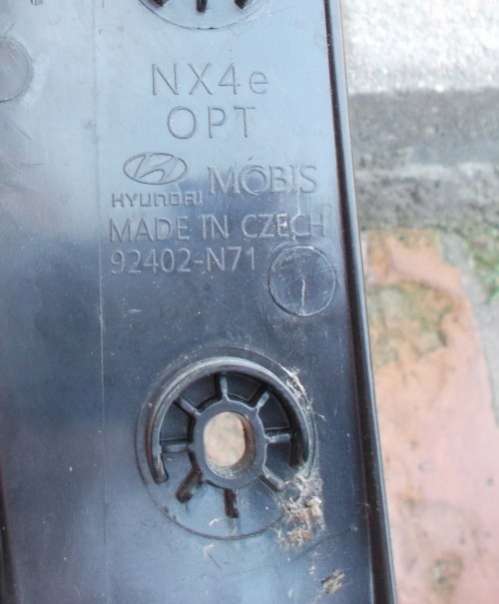 NX4e
OPT
HYUNDAI MOBIS
MADE IN CZECH
92402-N71